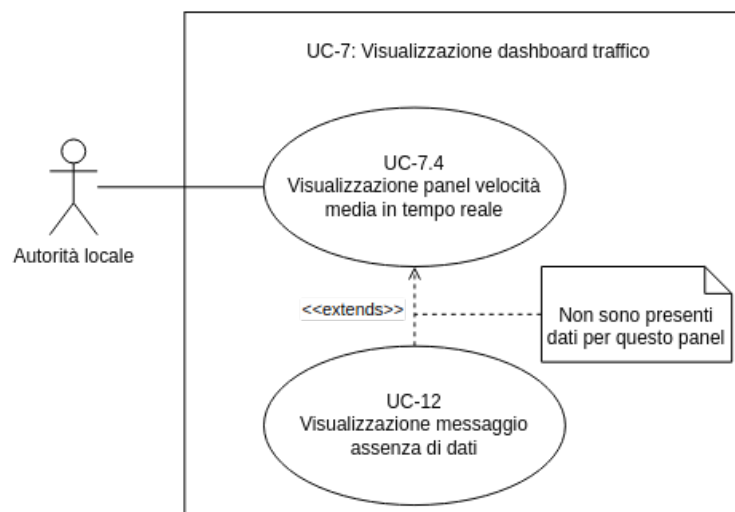 UC-7: Visualizzazione dashboard traffico
UC-7.4
Visualizzazione panel velocità
media in tempo reale
Autorità locale
<<extends>>
Non sono presenti
dati per questo panel
UC-12
Visualizzazione messaggio
assenza di dati